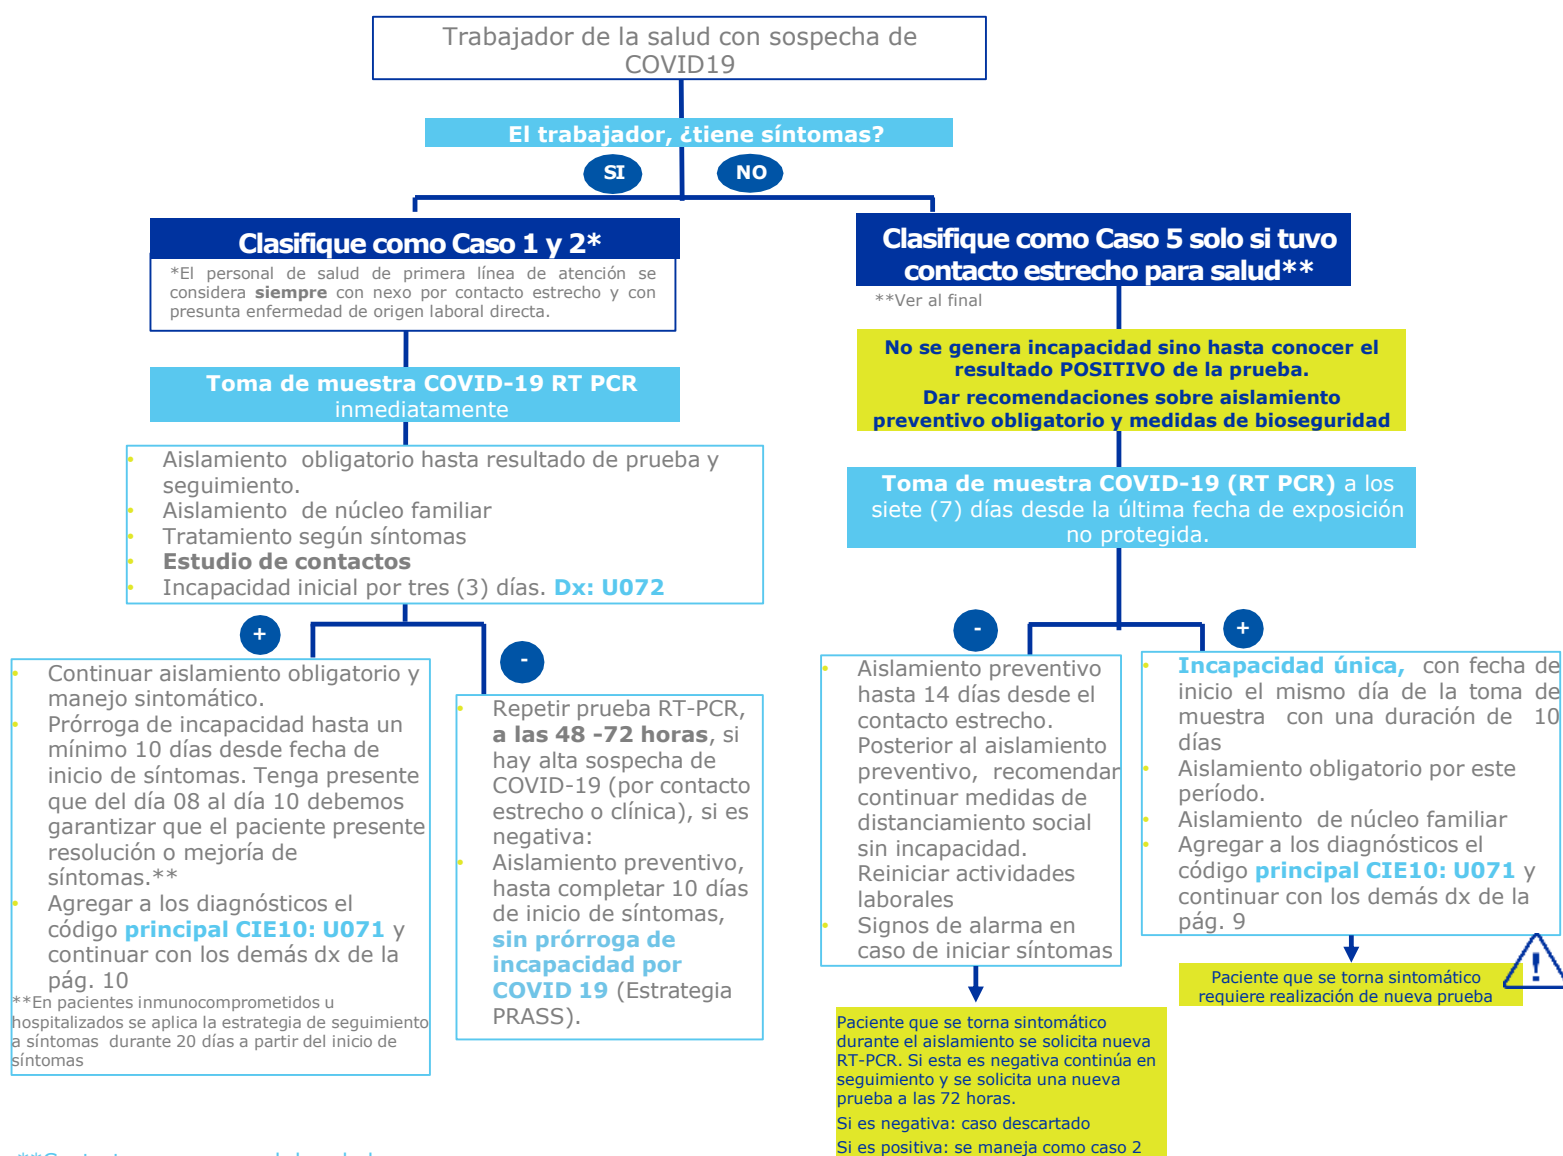 Trabajador de la salud con sospecha de
COVID19
El trabajador, ¿tiene síntomas?
SI
NO
Clasifique como Caso 1 y 2*
*El personal de salud de primera línea de atención se
considera siempre con nexo por contacto estrecho y con
presunta enfermedad de origen laboral directa.
Toma de muestra COVID-19 RT PCR
inmediatamente
• Aislamiento obligatorio hasta resultado de prueba y
seguimiento.
• Aislamiento de núcleo familiar
• Tratamiento según síntomas
• Estudio de contactos
• Incapacidad inicial por tres (3) días. Dx: U072
+
• Continuar aislamiento obligatorio y
manejo sintomático.
• Prórroga de incapacidad hasta un
mínimo 10 días desde fecha de
inicio de síntomas. Tenga presente
que del día 08 al día 10 debemos
garantizar que el paciente presente
resolución o mejoría de
síntomas.**
• Agregar a los diagnósticos el
código principal CIE10: U071 y
continuar con los demás dx de la
pág. 10
**En pacientes inmunocomprometidos u
hospitalizados se aplica la estrategia de seguimiento
a síntomas durante 20 días a partir del inicio de
síntomas
-
• Repetir prueba RT-PCR,
a las 48 -72 horas, si
hay alta sospecha de
COVID-19 (por contacto
estrecho o clínica), si es
negativa:
• Aislamiento preventivo,
hasta completar 10 días
de inicio de síntomas,
sin prórroga de
incapacidad por
COVID 19 (Estrategia
PRASS).
Clasifique como Caso 5 solo si tuvo
contacto estrecho para salud**
**Ver al final
No se genera incapacidad sino hasta conocer el
resultado POSITIVO de la prueba.
Dar recomendaciones sobre aislamiento
preventivo obligatorio y medidas de bioseguridad
Toma de muestra COVID-19 (RT PCR) a los
siete (7) días desde la última fecha de exposición
no protegida.
-
• Aislamiento preventivo
hasta 14 días desde el
contacto estrecho.
Posterior al aislamiento
preventivo, recomendar
continuar medidas de
distanciamiento social
sin incapacidad.
Reiniciar actividades
laborales
• Signos de alarma en
caso de iniciar síntomas
Paciente que se torna sintomático
durante el aislamiento se solicita nueva
RT-PCR. Si esta es negativa continúa en
seguimiento y se solicita una nueva
prueba a las 72 horas.
Si es negativa: caso descartado
Si es positiva: se maneja como caso 2
+
• Incapacidad única, con fecha de
inicio el mismo día de la toma de
muestra con una duración de 10
días
• Aislamiento obligatorio por este
período.
• Aislamiento de núcleo familiar
• Agregar a los diagnósticos el
código principal CIE10: U071 y
continuar con los demás dx de la
pág. 9
Paciente que se torna sintomático
requiere realización de nueva prueba
!